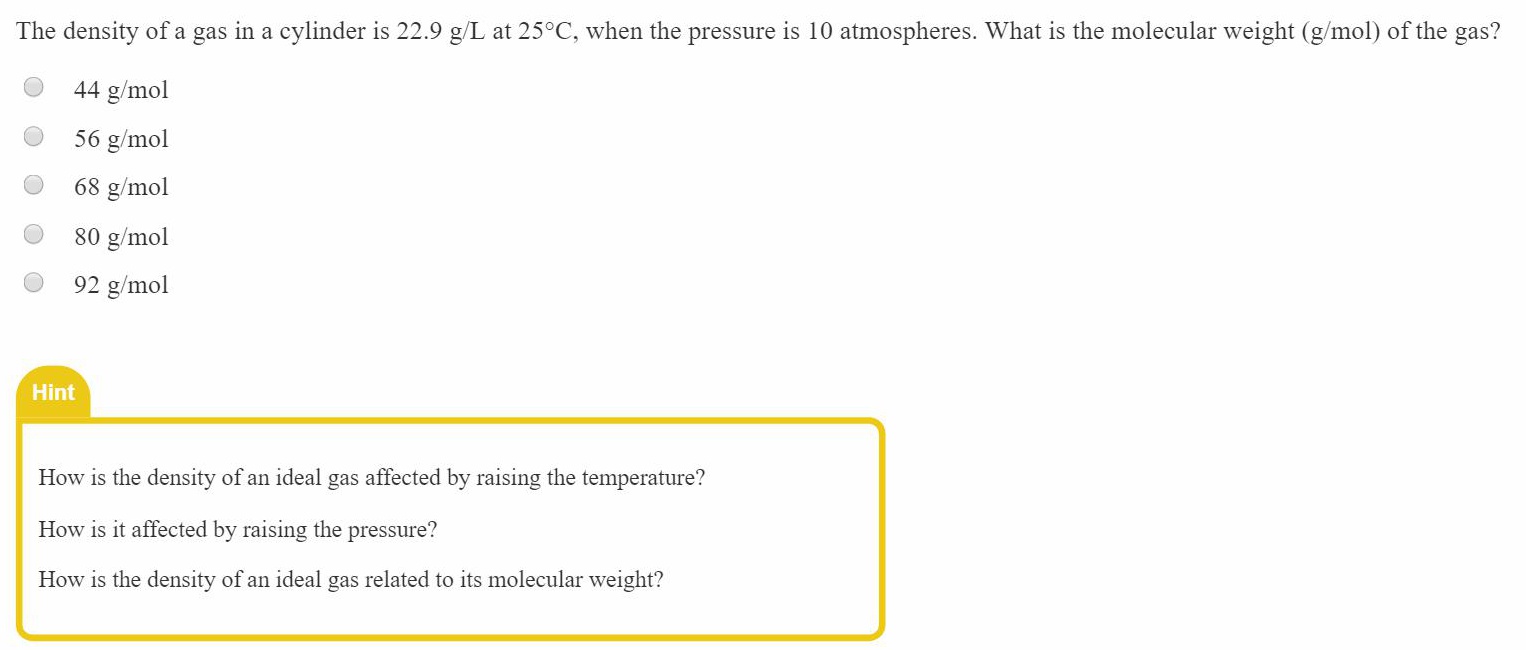 The density of a gas in a cylinder is 22.9 g/L at 25°C, when the pressure is 10 atmospheres. What is the molecular weight (g/mol) of the gas?
44 g/mol
56 g/mol
68 g/mol
80 g/mol
92 g/mol
Hint
How is the density of an ideal gas affected by raising the temperature?
How is it affected by raising the pressure?
How is the density of an ideal gas related to its molecular weight?